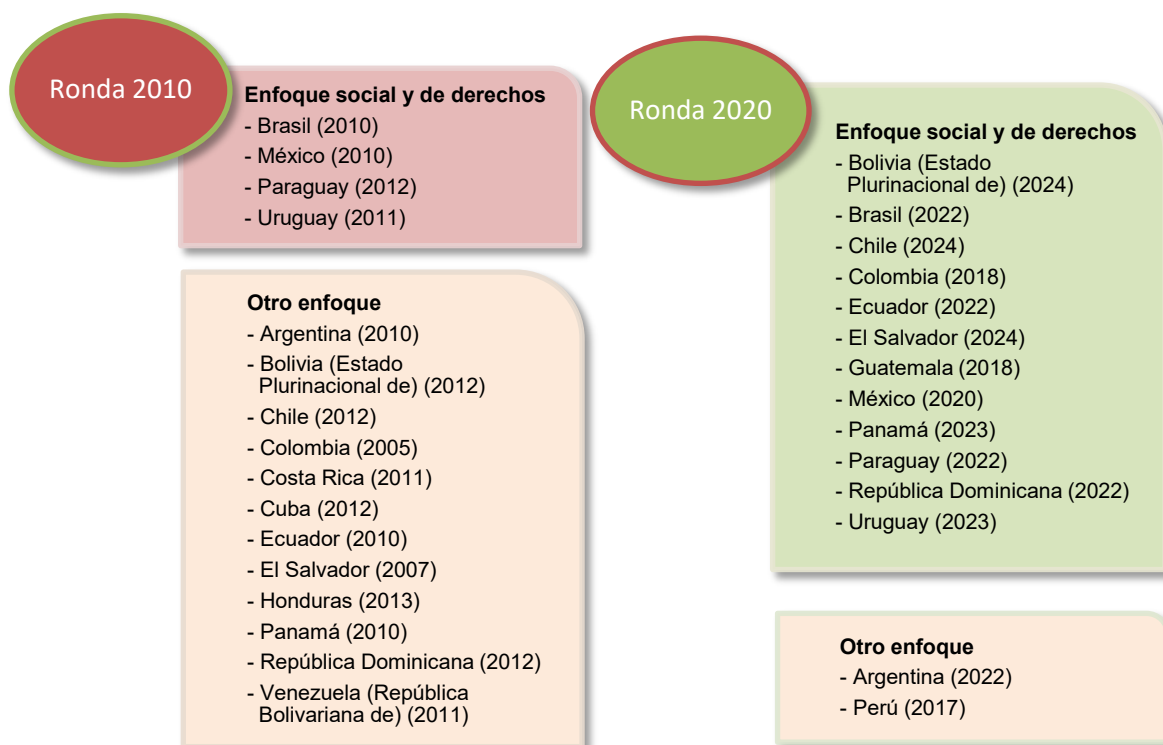 Ronda 2010
Enfoque social y de derechos
- Brasil (2010)
- México (2010)
- Paraguay (2012)
- Uruguay (2011)
Otro enfoque
- Argentina (2010)
- Bolivia (Estado
Plurinacional de) (2012)
- Chile (2012)
- Colombia (2005)
- Costa Rica (2011)
- Cuba (2012)
- Ecuador (2010)
- El Salvador (2007)
- Honduras (2013)
- Panamá (2010)
- República Dominicana (2012)
- Venezuela (República
Bolivariana de) (2011)
Ronda 2020
Enfoque social y de derechos
- Bolivia (Estado
Plurinacional de) (2024)
- Brasil (2022)
- Chile (2024)
- Colombia (2018)
- Ecuador (2022)
- El Salvador (2024)
- Guatemala (2018)
- México (2020)
- Panamá (2023)
- Paraguay (2022)
- República Dominicana (2022)
- Uruguay (2023)
Otro enfoque
- Argentina (2022)
- Perú (2017)